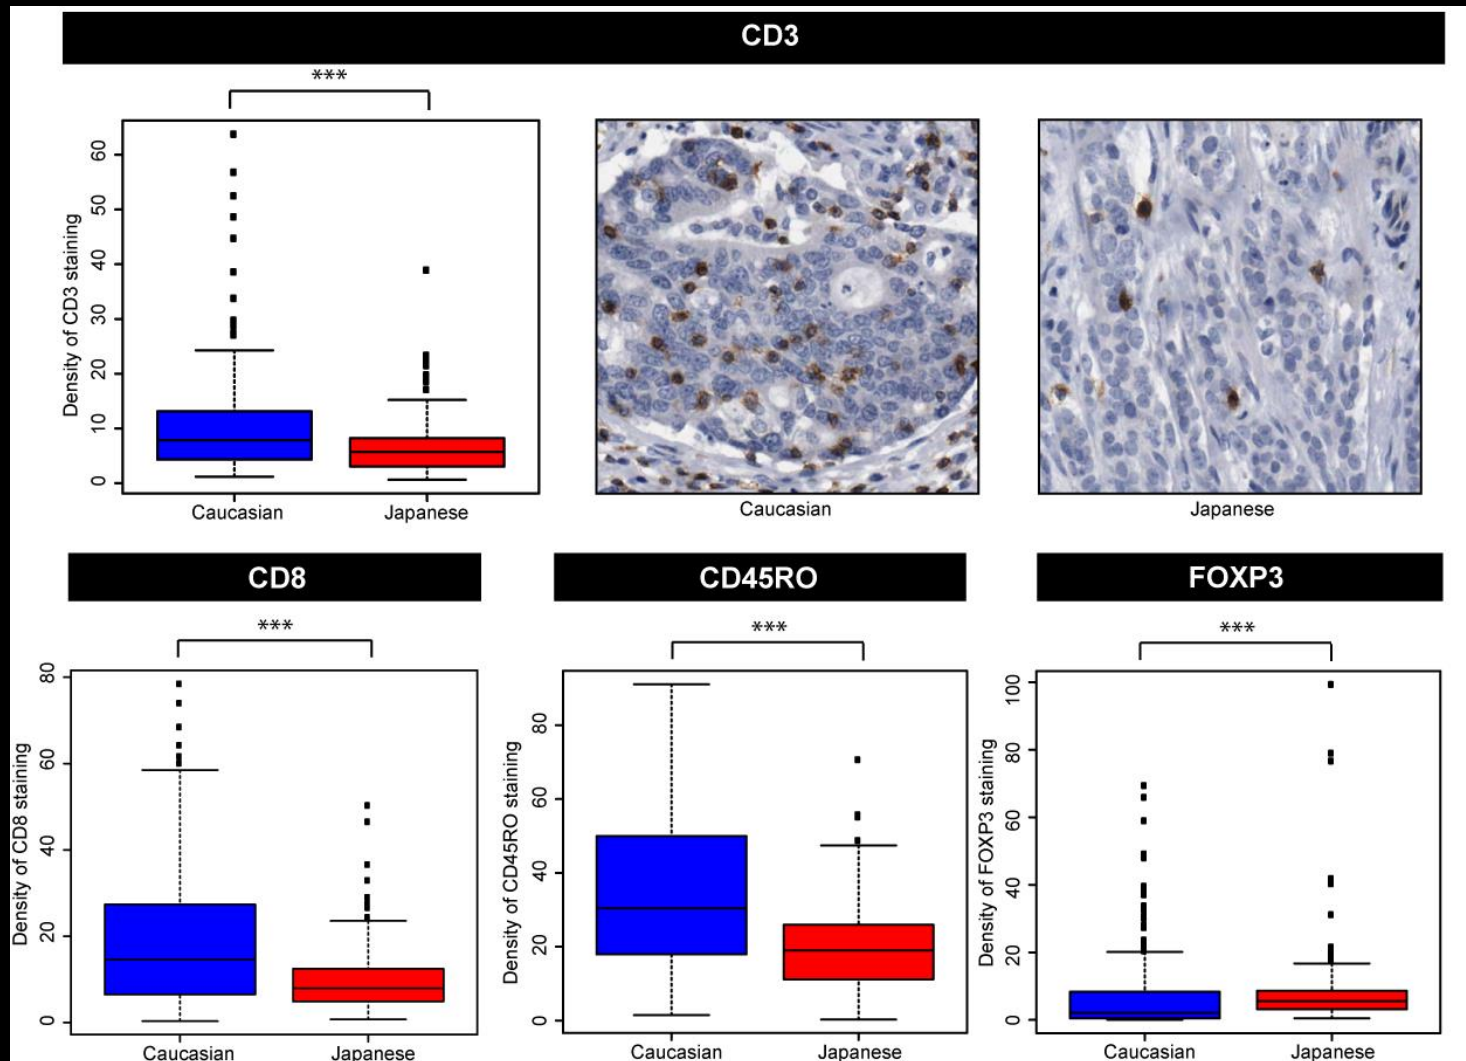 CD3
***
Density of CD3 staining
60
50
40
30
20
10
0
Caucasian
Japanese
Caucasian
Japanese
CD8
***
Density of CD8 staining
80
60
40
20
0
Caucasian
Japanese
CD45RO
***
Density of CD45RO staining
80
60
40
20
0
Caucasian
Japanese
FOXP3
***
Density of FOXP3 staining
100
80
60
40
20
0
Caucasian
Japanese